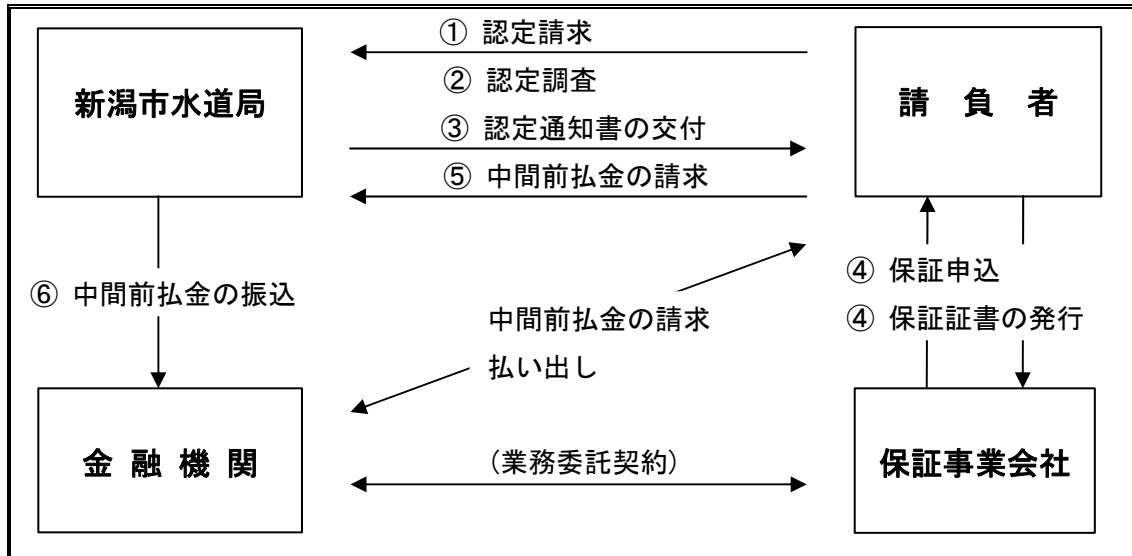 ① 認定請求
② 認定調査
新潟市水道局
請 負 者
③ 認定通知書の交付
⑤ 中間前払金の請求
④ 保証申込
⑥ 中間前払金の振込
中間前払金の請求
④ 保証証書の発行
払い出し
金 融 機 関
(業務委託契約)
保証事業会社